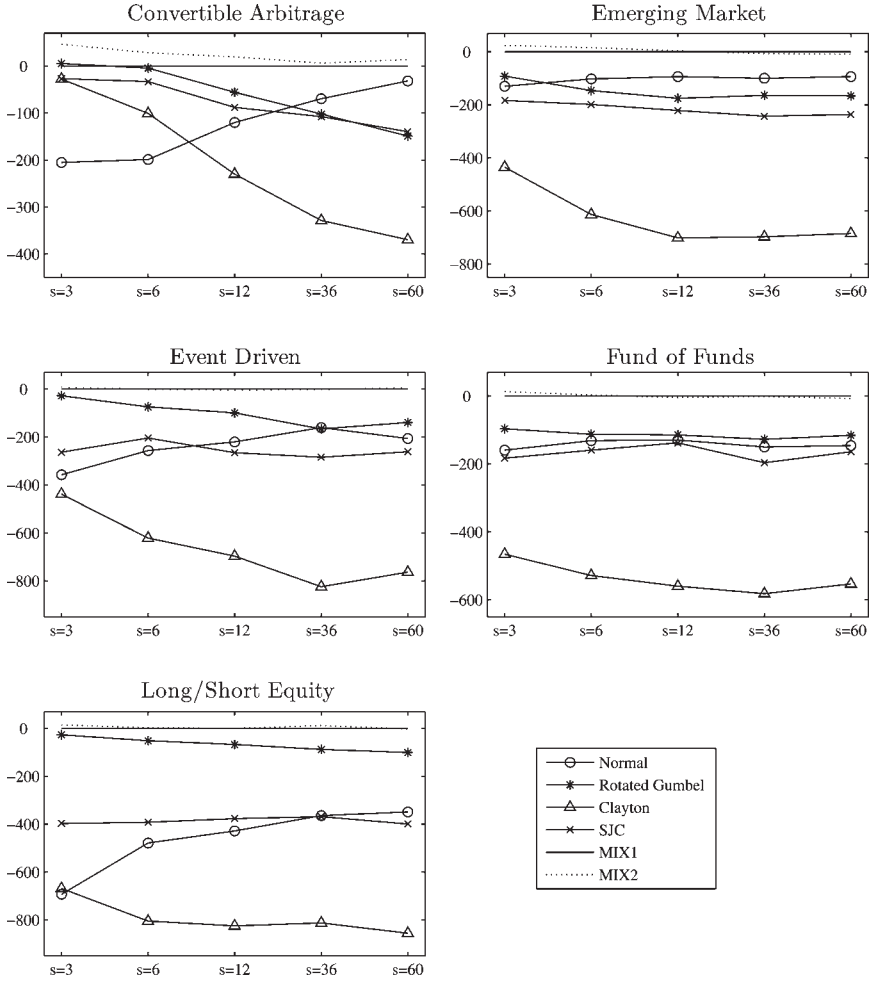 Convertible Arbitrage
0
−100
−200
−300
−400
s=3 s=6 s=12 s=36 s=60
Emerging Market
0
−200
−400
−600
−800
s=3 s=6 s=12 s=36 s=60
Event Driven
0
−200
−400
−600
−800
s=3 s=6 s=12 s=36 s=60
Fund of Funds
0
−200
−400
−600
s=3 s=6 s=12 s=36 s=60
Long/Short Equity
0
−200
−400
−600
−800
s=3 s=6 s=12 s=36 s=60
Normal
Rotated Gumbel
Clayton
SJC
MIX1
MIX2